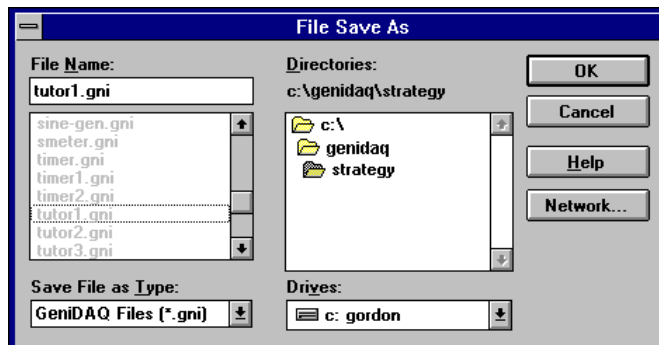 File Save As
File Name:
tutor1.gni
sine-gen.gni
smeter.gni
timer.gni
timer1.gni
timer2.gni
tutor1.gni
tutor2.gni
tutor3.gni
Save File as Type:
GeniDAQ Files (*.gni)
Directories:
c:\genidaq\strategy
c:\
genidaq
strategy
Drives:
c: gordon
OK
Cancel
Help
Network...